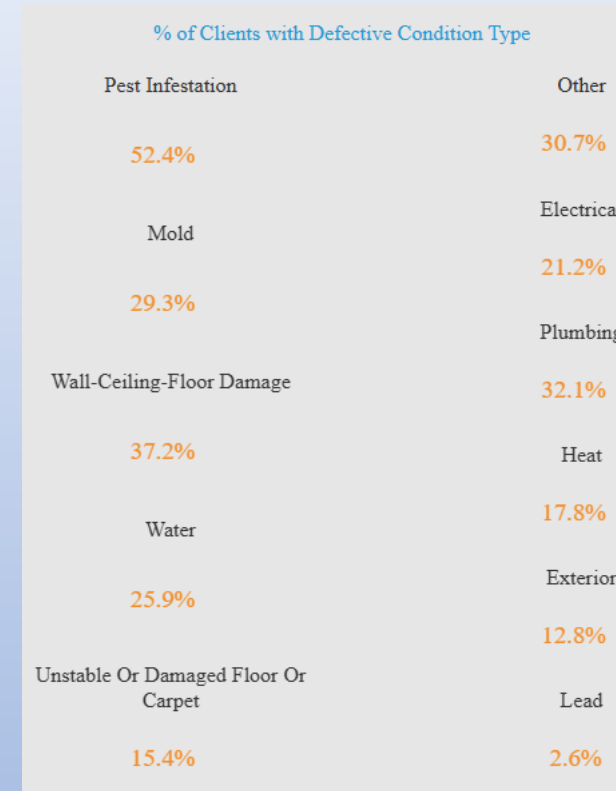 % of Clients with Defective Condition Type
Pest Infestation
52.4%
Mold
29.3%
Wall-Ceiling-Floor Damage
37.2%
Water
25.9%
Unstable Or Damaged Floor Or
Carpet
15.4%
Other
30.7%
Electrica
21.2%
Plumbing
32.1%
Heat
17.8%
Exterior
12.8%
Lead
2.6%